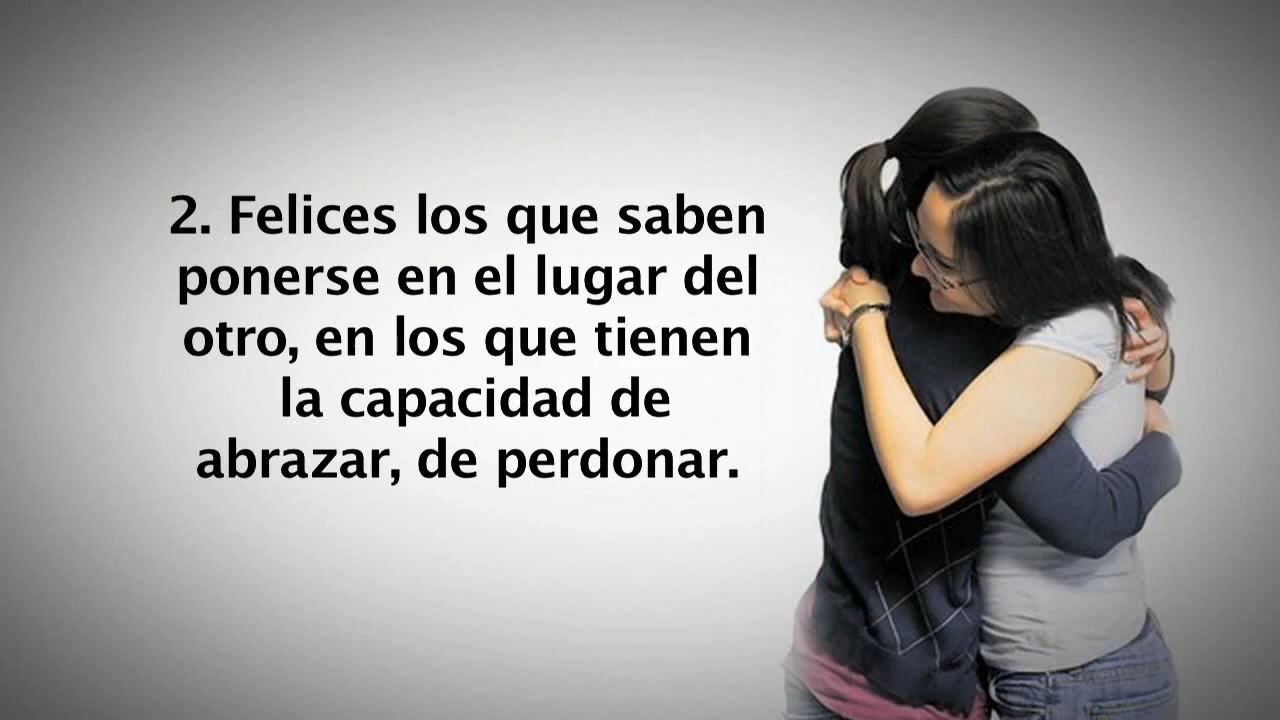 2. Felices los que saben
ponerse en el lugar del
otro, en los que tienen
la capacidad de
abrazar, de perdonar.